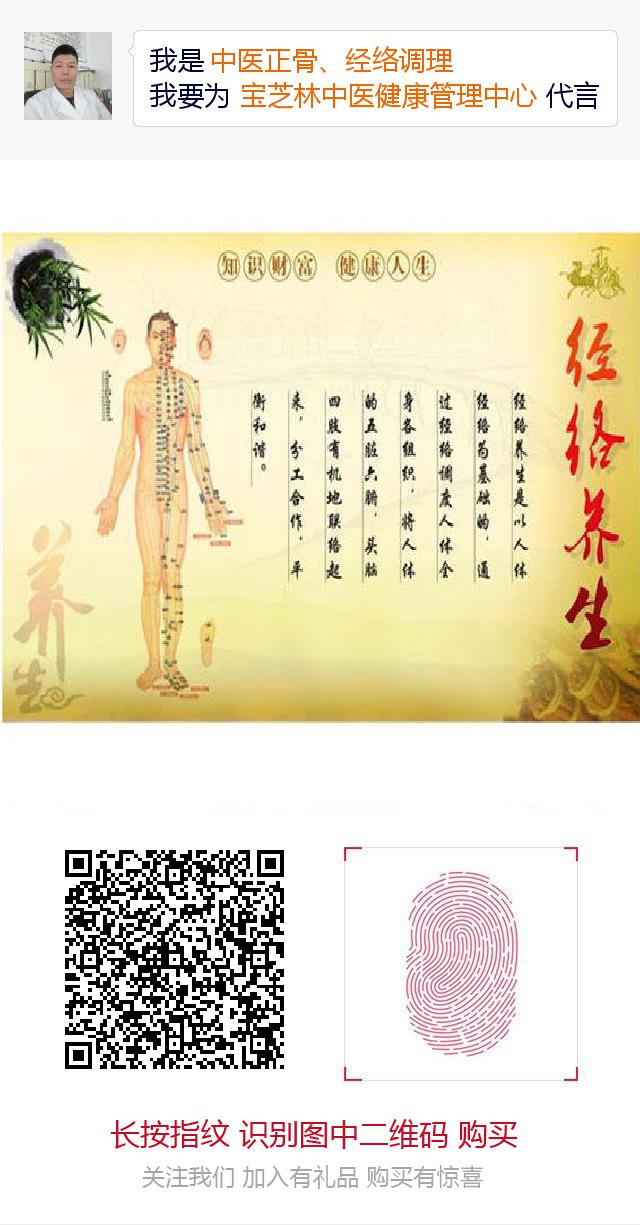 我是 中医正骨、经络调理
我要为 宝芝林中医健康管理中心 代言
知识财富 健康人生
经络养生
经络养生是以人体
经络为基础的,通
过经络调度人体全
身各组织,将人体
的五脏六腑,头脑
四肢有机地联络起
来,分工合作,平
衡和谐。
养生
长按指纹 识别图中二维码 购买
关注我们 加入有礼品 购买有惊喜